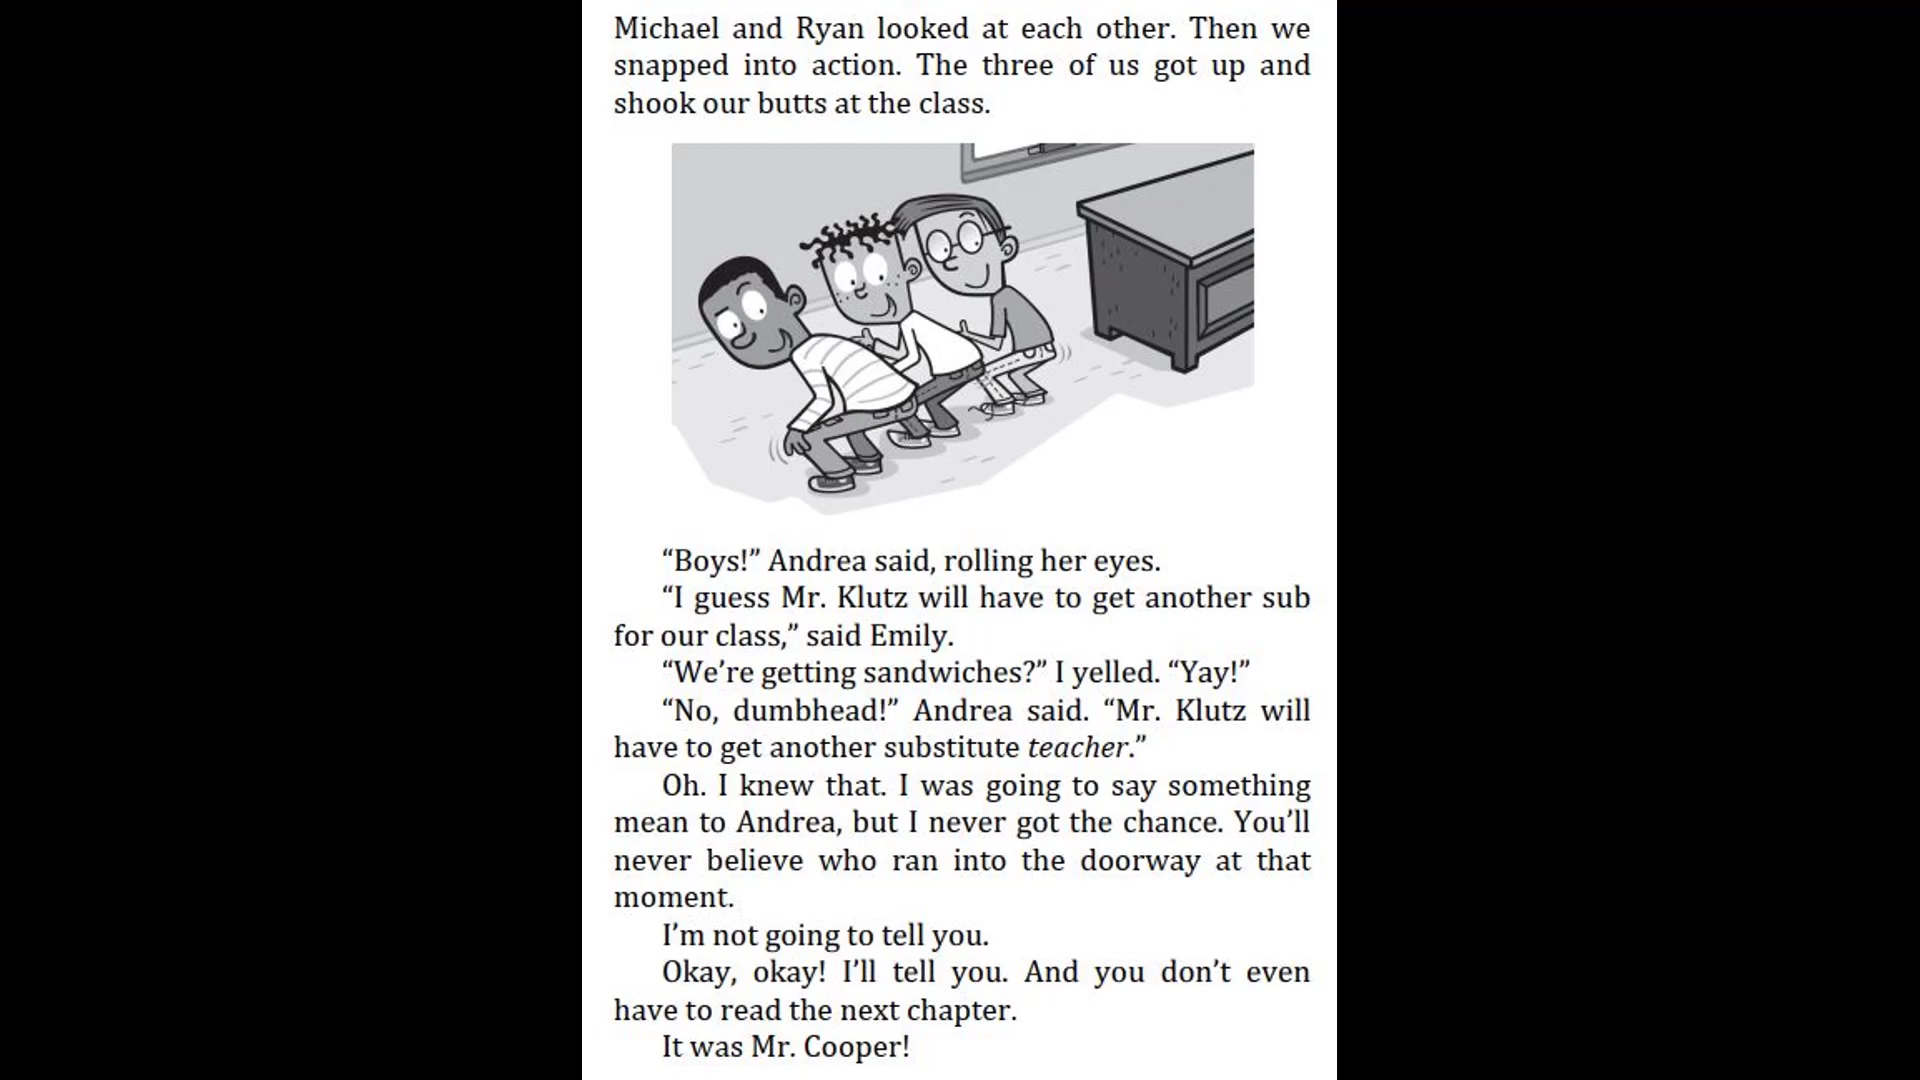 Michael and Ryan looked at each other. Then we
snapped into action. The three of us got up and
shook our butts at the class.
“Boys!” Andrea said, rolling her eyes.
“I guess Mr. Klutz will have to get another sub
for our class,” said Emily.
“We’re getting sandwiches?” I yelled. “Yay!”
“No, dumbhead!” Andrea said. “Mr. Klutz will
have to get another substitute teacher.”
Oh. I knew that. I was going to say something
mean to Andrea, but I never got the chance. You’ll
never believe who ran into the doorway at that
moment.
I’m not going to tell you.
Okay, okay! I’ll tell you. And you don’t even
have to read the next chapter.
It was Mr. Cooper!